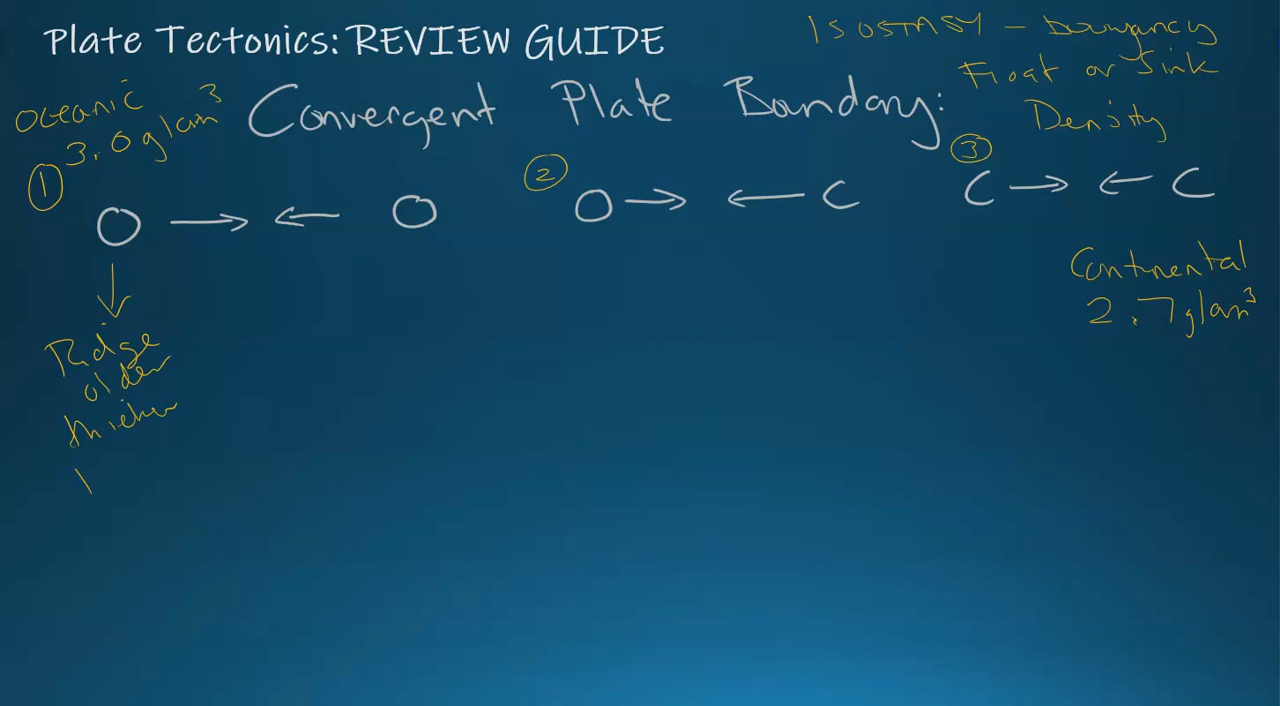 Plate Tectonics: REVIEW GUIDE
ISOSTASY - Bouyancy
Float or Sink
Density
Oceanic
3.0 g/cm³
Convergent Plate Boundary:
① O → ← O
② O → ← C
③ C → ← C
Continental
2.7 g/cm³
↓
Ridge
older
thicker